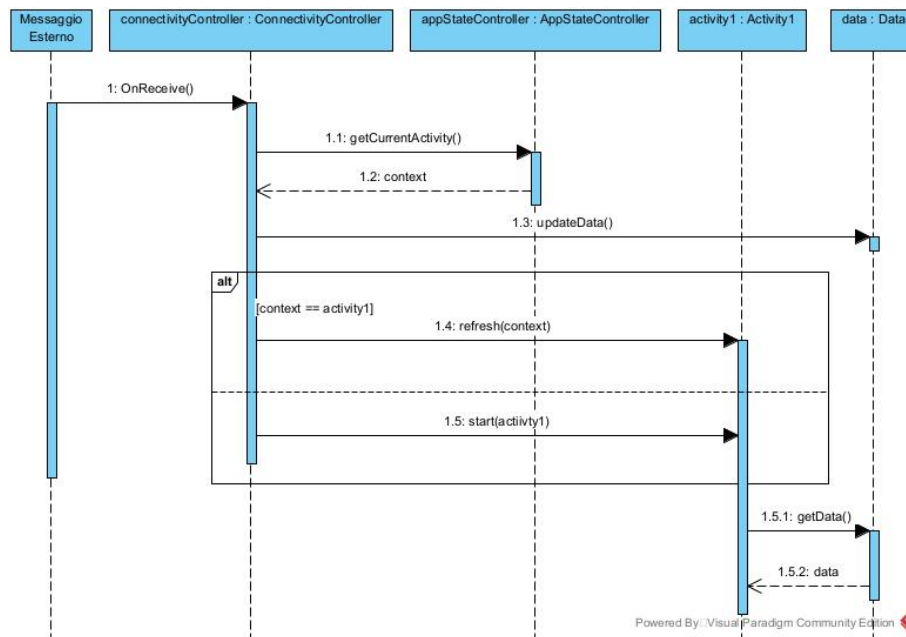 Messaggio
Esterno
connectivityController : ConnectivityController
appStateController : AppStateController
activity1 : Activity1
data : Data
1: OnReceive()
1.1: getCurrentActivity()
1.2: context
1.3: updateData()
alt
[context == activity1]
1.4: refresh(context)
1.5: start(actiivty1)
1.5.1: getData()
1.5.2: data
Powered By Visual Paradigm Community Edition